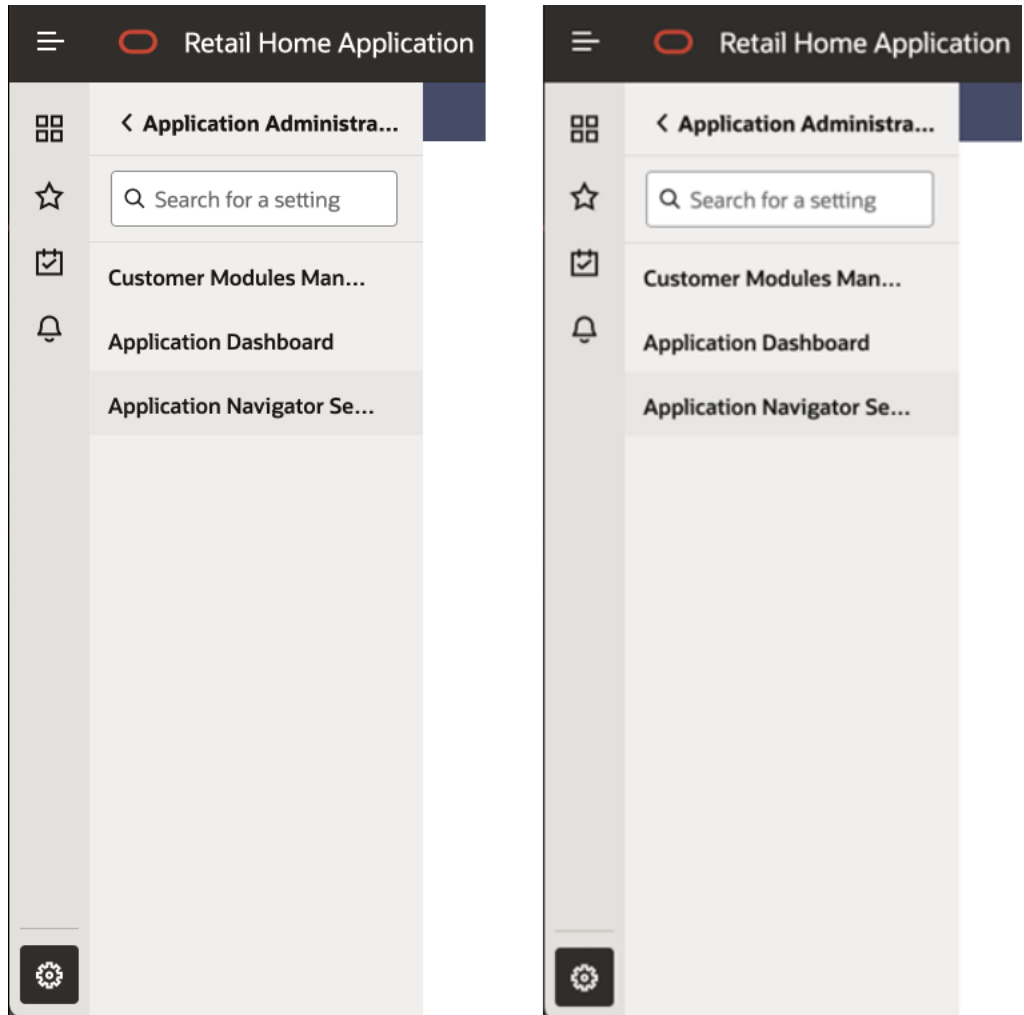 Retail Home Application
Application Administra...
Search for a setting
Customer Modules Man...
Application Dashboard
Application Navigator Se...
Retail Home Application
Application Administra...
Search for a setting
Customer Modules Man...
Application Dashboard
Application Navigator Se...